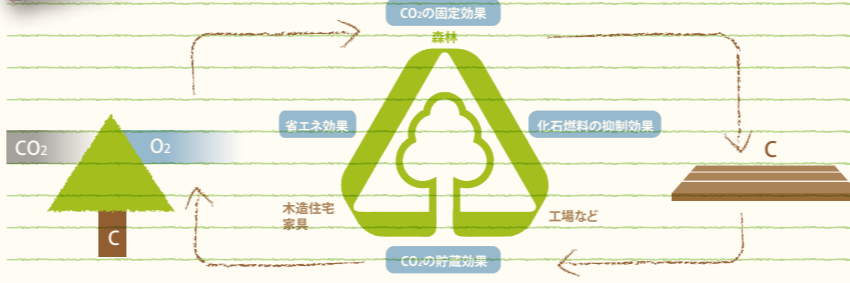 CO₂の固定効果
森林
省エネ効果
化石燃料の抑制効果
CO₂
O₂
C
C
木造住宅
家具
工場など
CO₂の貯蔵効果